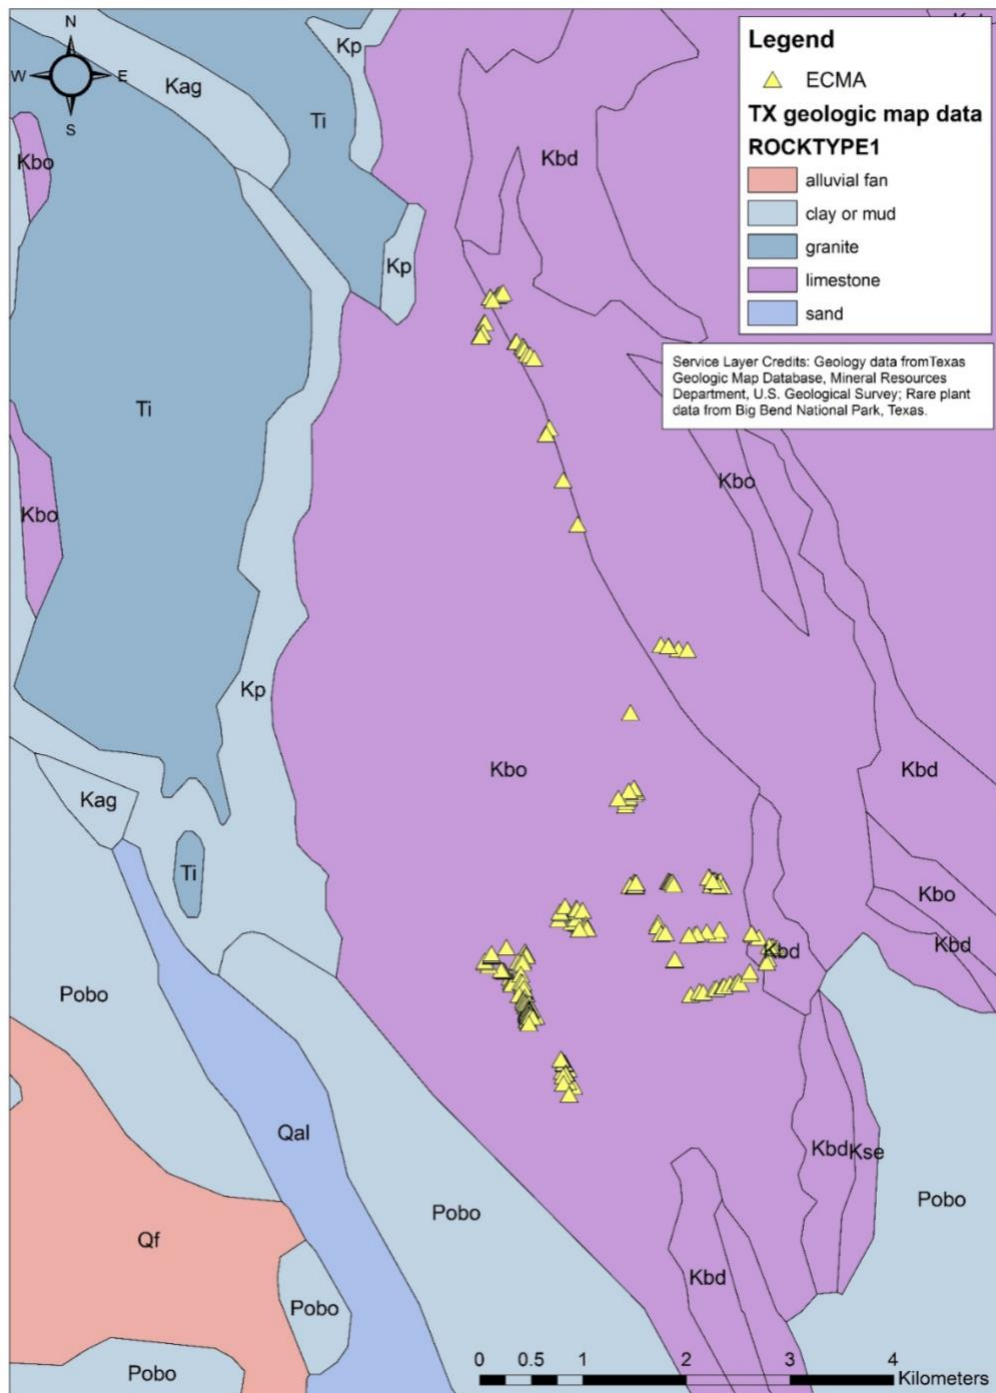 N
W
E
S
Kag
Kp
Ti
Kbo
Kbd
Kp
Legend
ECMA
TX geologic map data
ROCKTYPE1
alluvial fan
clay or mud
granite
limestone
sand
Service Layer Credits: Geology data fromTexas
Geologic Map Database, Mineral Resources
Department, U.S. Geological Survey; Rare plant
data from Big Bend National Park, Texas.
Ti
Kbo
Kbo
Kp
Kbo
Kbd
Kag
Ti
Kbo
Kbd
Kbd
Pobo
Qal
Kbd
Kse
Pobo
Pobo
Qf
Kbd
Pobo
Pobo
0 0.5 1 2 3 4
Kilometers